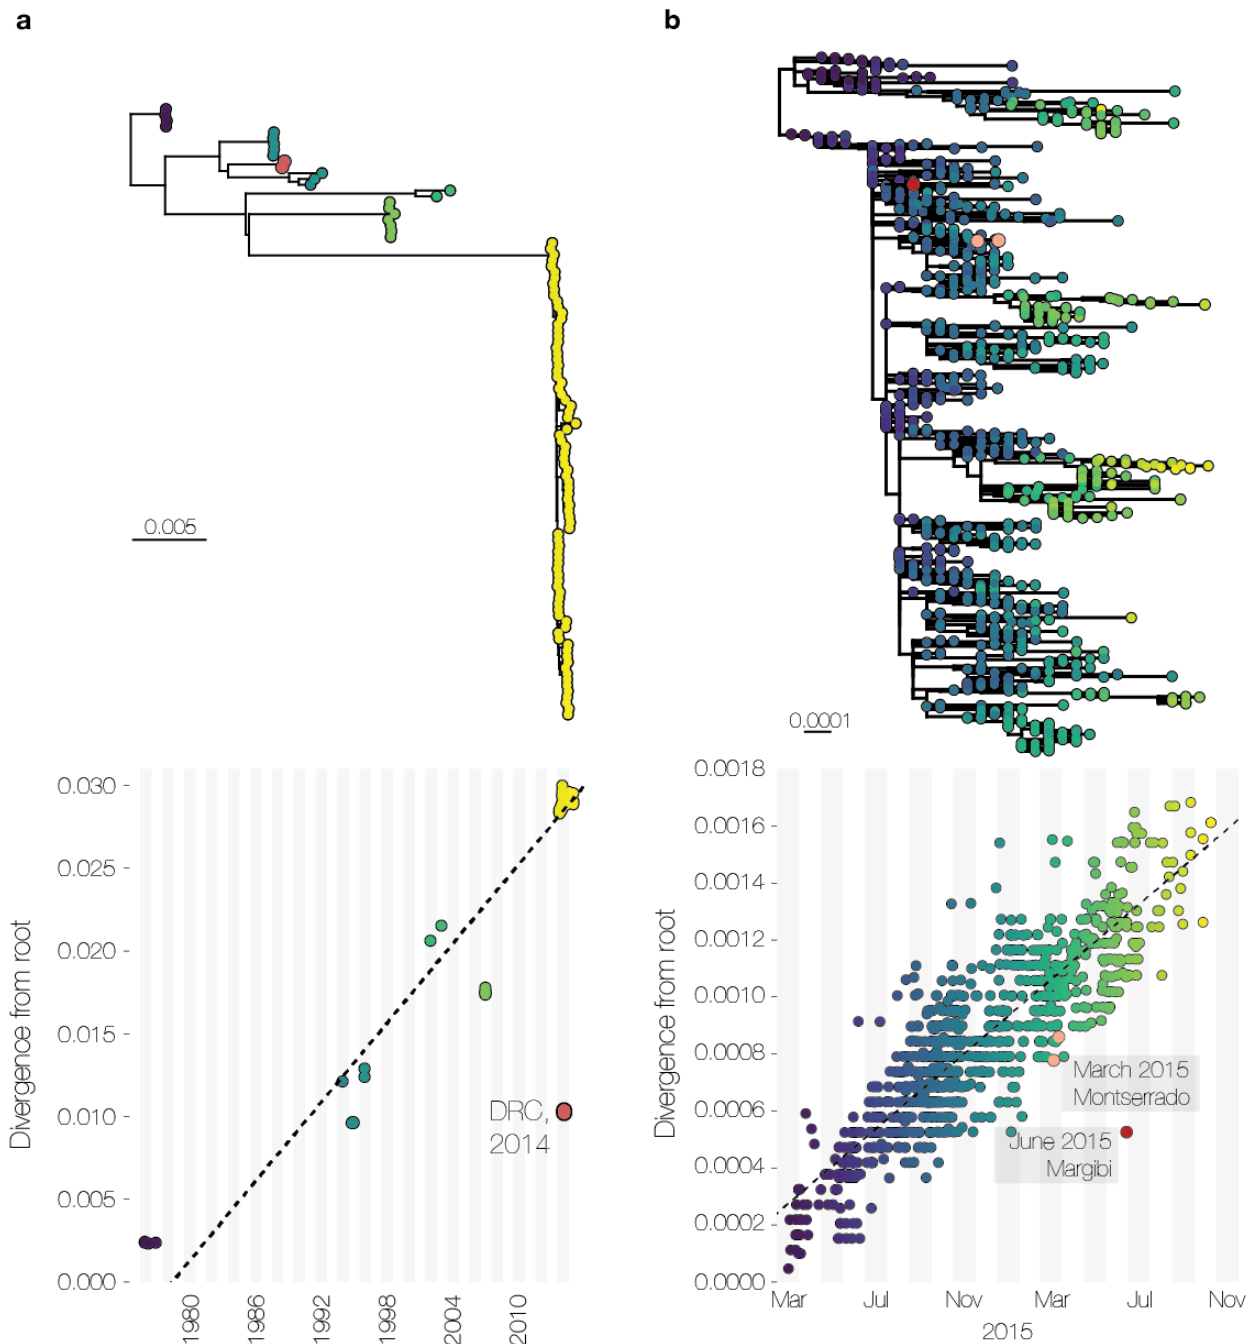 a
b
0.005
0.0001
Divergence from root
0.030
0.025
0.020
0.015
0.010
0.005
0.000
DRC,
2014
1980
1986
1992
1998
2004
2010
Divergence from root
0.0018
0.0016
0.0014
0.0012
0.0010
0.0008
0.0006
0.0004
0.0002
0.0000
March 2015
Montserrado
June 2015
Margibi
Mar
Jul
Nov
Mar
Jul
Nov
2015